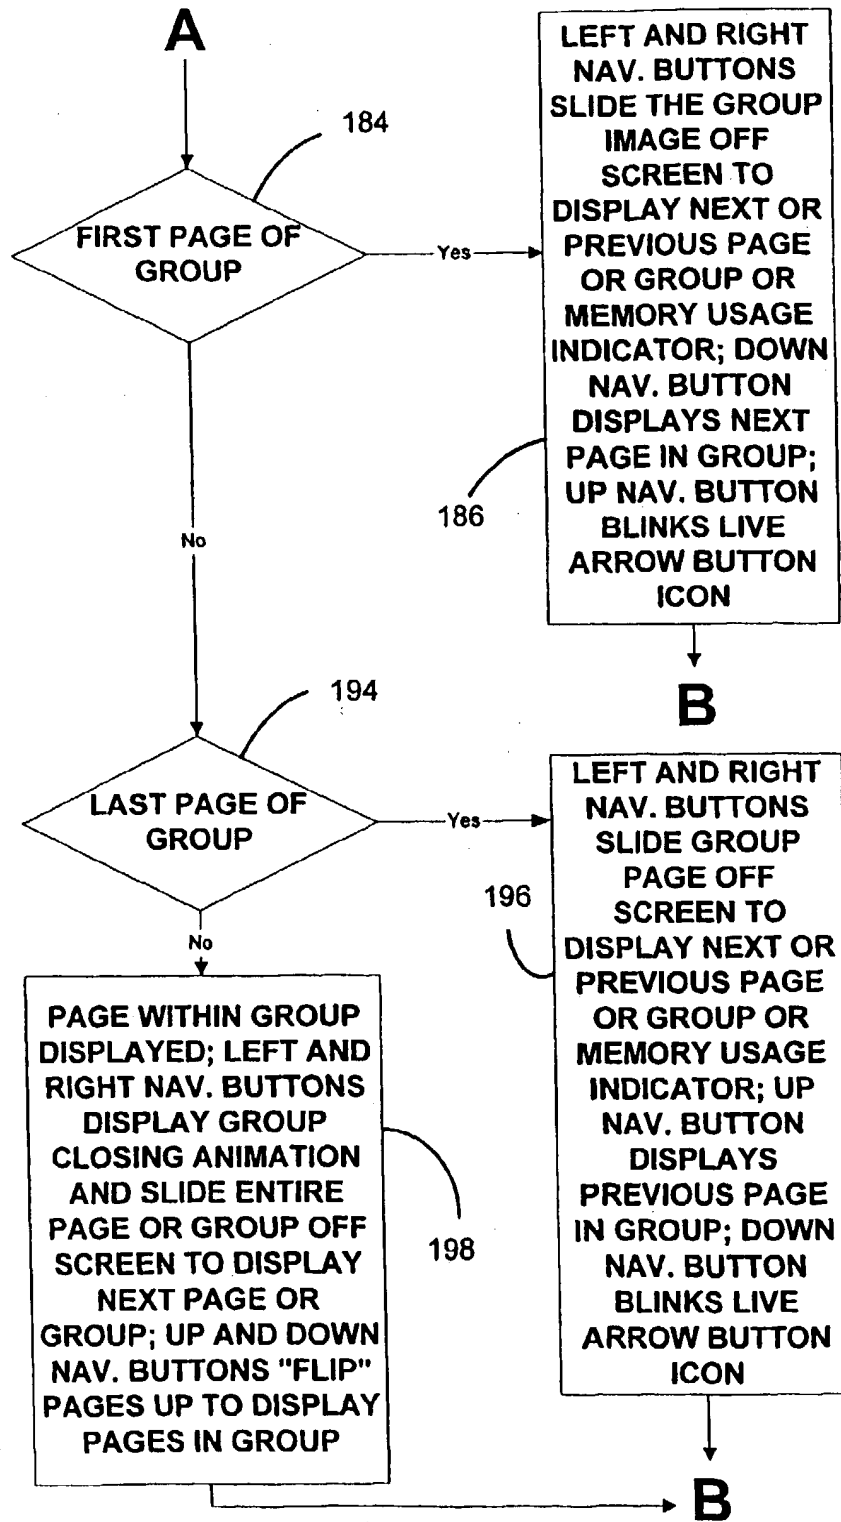 A
184
FIRST PAGE OF
GROUP
Yes
LEFT AND RIGHT
NAV. BUTTONS
SLIDE THE GROUP
IMAGE OFF
SCREEN TO
DISPLAY NEXT OR
PREVIOUS PAGE
OR GROUP OR
MEMORY USAGE
INDICATOR; DOWN
NAV. BUTTON
DISPLAYS NEXT
PAGE IN GROUP;
UP NAV. BUTTON
BLINKS LIVE
ARROW BUTTON
ICON
186
B
No
194
LAST PAGE OF
GROUP
Yes
LEFT AND RIGHT
NAV. BUTTONS
SLIDE GROUP
PAGE OFF
SCREEN TO
DISPLAY NEXT OR
PREVIOUS PAGE
OR GROUP OR
MEMORY USAGE
INDICATOR; UP
NAV. BUTTON
DISPLAYS
PREVIOUS PAGE
IN GROUP; DOWN
NAV. BUTTON
BLINKS LIVE
ARROW BUTTON
ICON
196
No
PAGE WITHIN GROUP
DISPLAYED; LEFT AND
RIGHT NAV. BUTTONS
DISPLAY GROUP
CLOSING ANIMATION
AND SLIDE ENTIRE
PAGE OR GROUP OFF
SCREEN TO DISPLAY
NEXT PAGE OR
GROUP; UP AND DOWN
NAV. BUTTONS "FLIP"
PAGES UP TO DISPLAY
PAGES IN GROUP
198
B